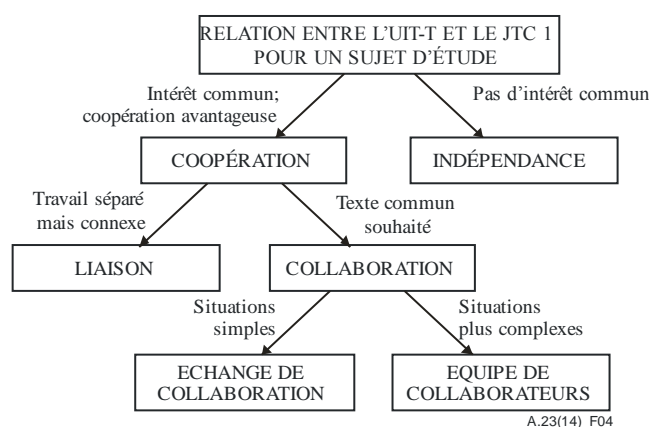 RELATION ENTRE L'UIT-T ET LE JTC 1
POUR UN SUJET D'ÉTUDE
Intérêt commun;
coopération avantageuse
Pas d'intérêt commun
COOPÉRATION
INDÉPENDANCE
Travail séparé
mais connexe
Texte commun
souhaité
LIAISON
COLLABORATION
Situations
simples
Situations
plus complexes
ECHANGE DE
COLLABORATION
EQUIPE DE
COLLABORATEURS
A.23(14)_F04